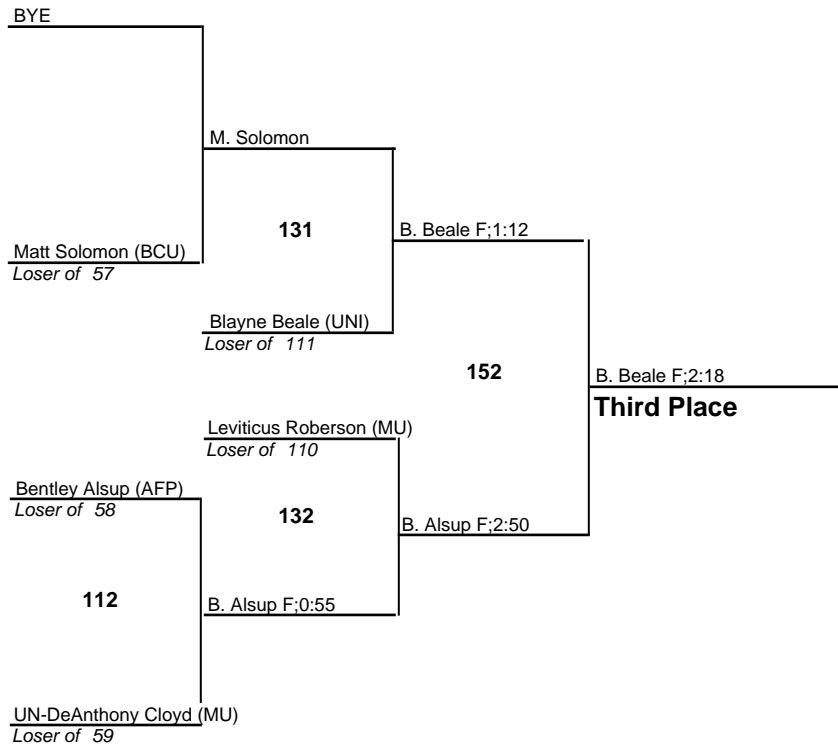 BYE
M. Solomon
131
B. Beale F;1:12
Matt Solomon (BCU)
Loser of 57
Blayne Beale (UNI)
Loser of 111
152
B. Beale F;2:18
Third Place
Leviticus Roberson (MU)
Loser of 110
Bentley Alsup (AFP)
Loser of 58
132
B. Alsup F;2:50
112
B. Alsup F;0:55
UN-DeAnthony Cloyd (MU)
Loser of 59